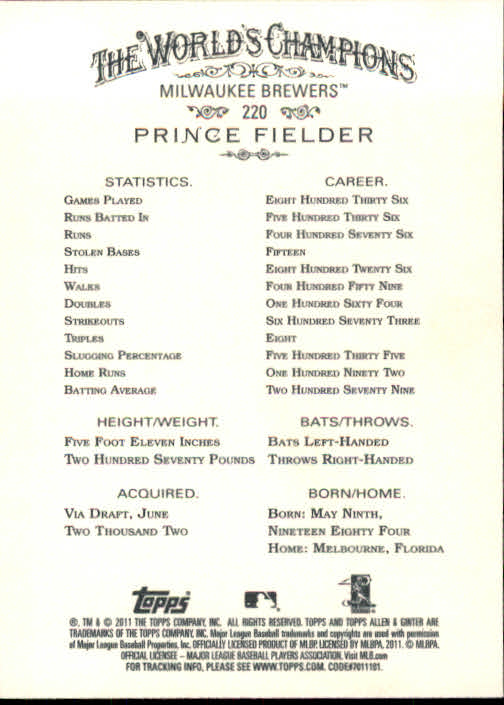 THE WORLD'S CHAMPIONS
MILWAUKEE BREWERS™
220
PRINCE FIELDER
STATISTICS. CAREER.
GAMES PLAYED EIGHT HUNDRED THIRTY SIX
RUNS BATTED IN FIVE HUNDRED THIRTY SIX
RUNS FOUR HUNDRED SEVENTY SIX
STOLEN BASES FIFTEEN
HITS EIGHT HUNDRED TWENTY SIX
WALKS FOUR HUNDRED FIFTY NINE
DOUBLES ONE HUNDRED SIXTY FOUR
STRIKEOUTS SIX HUNDRED SEVENTY THREE
TRIPLES EIGHT
SLUGGING PERCENTAGE FIVE HUNDRED THIRTY FIVE
HOME RUNS ONE HUNDRED NINETY TWO
BATTING AVERAGE TWO HUNDRED SEVENTY NINE
HEIGHT/WEIGHT. BATS/THROWS.
FIVE FOOT ELEVEN INCHES BATS LEFT-HANDED
TWO HUNDRED SEVENTY POUNDS THROWS RIGHT-HANDED
ACQUIRED. BORN/HOME.
VIA DRAFT, JUNE BORN: MAY NINTH,
TWO THOUSAND TWO NINETEEN EIGHTY FOUR
HOME: MELBOURNE, FLORIDA
Topps
®, TM & © 2011 THE TOPPS COMPANY, INC. ALL RIGHTS RESERVED. TOPPS AND TOPPS ALLEN & GINTER ARE
TRADEMARKS OF THE TOPPS COMPANY, INC. Major League Baseball trademarks and copyrights are used with permission
of Major League Baseball Properties, Inc. OFFICIALLY LICENSED PRODUCT OF MLBP. LICENSED BY MLBPA, 2011. © MLBPA.
OFFICIAL LICENSEE – MAJOR LEAGUE BASEBALL PLAYERS ASSOCIATION. Visit MLB.com
FOR TRACKING INFO, PLEASE SEE WWW.TOPPS.COM. CODE#7011101.